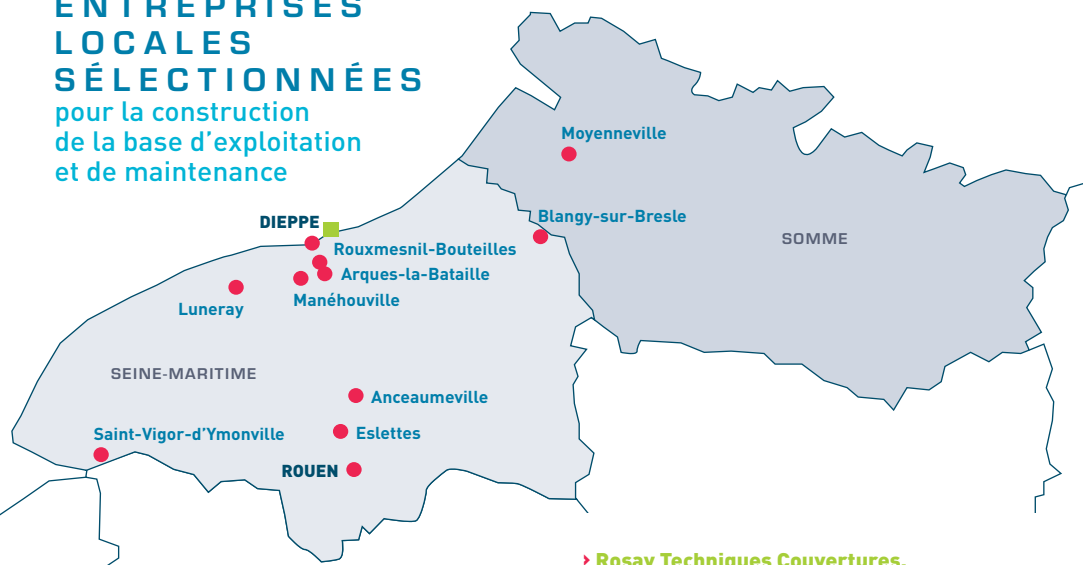 ENTREPRISES
LOCALES
SÉLECTIONNÉES
pour la construction
de la base d’exploitation
et de maintenance
Moyenneville
Blangy-sur-Bresle
DIEPPE
SOMME
Rouxmesnil-Bouteilles
Arques-la-Bataille
Manéhouville
Luneray
SEINE-MARITIME
Anceaumeville
Saint-Vigor-d’Ymonville
Eslettes
ROUEN
› Rosay Techniques Couvertures,